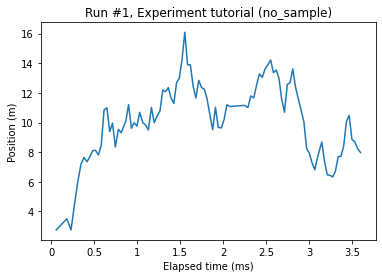 Run #1, Experiment tutorial (no_sample)
Position (m)
16
14
12
10
8
6
4
0 0.5 1 1.5 2 2.5 3 3.5
Elapsed time (ms)